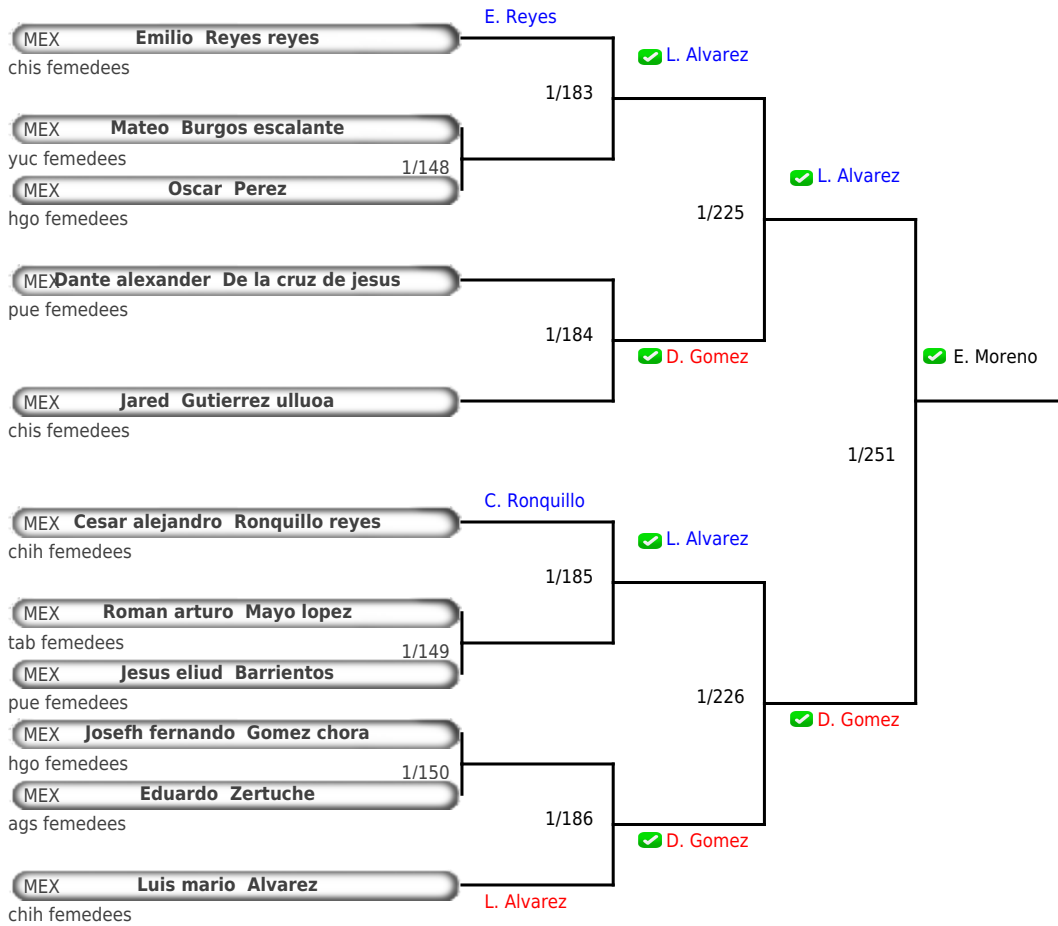 E. Reyes
MEX Emilio Reyes reyes
chis femedees
L. Alvarez
1/183
MEX Mateo Burgos escalante
yuc femedees
1/148
MEX Oscar Perez
hgo femedees
L. Alvarez
1/225
MEX Dante alexander De la cruz de jesus
pue femedees
1/184
D. Gomez
E. Moreno
MEX Jared Gutierrez ulluoa
chis femedees
1/251
C. Ronquillo
MEX Cesar alejandro Ronquillo reyes
chih femedees
L. Alvarez
1/185
MEX Roman arturo Mayo lopez
tab femedees
1/149
MEX Jesus eliud Barrientos
pue femedees
1/226
D. Gomez
MEX Josefh fernando Gomez chora
hgo femedees
1/150
MEX Eduardo Zertuche
ags femedees
1/186
D. Gomez
MEX Luis mario Alvarez
chih femedees
L. Alvarez